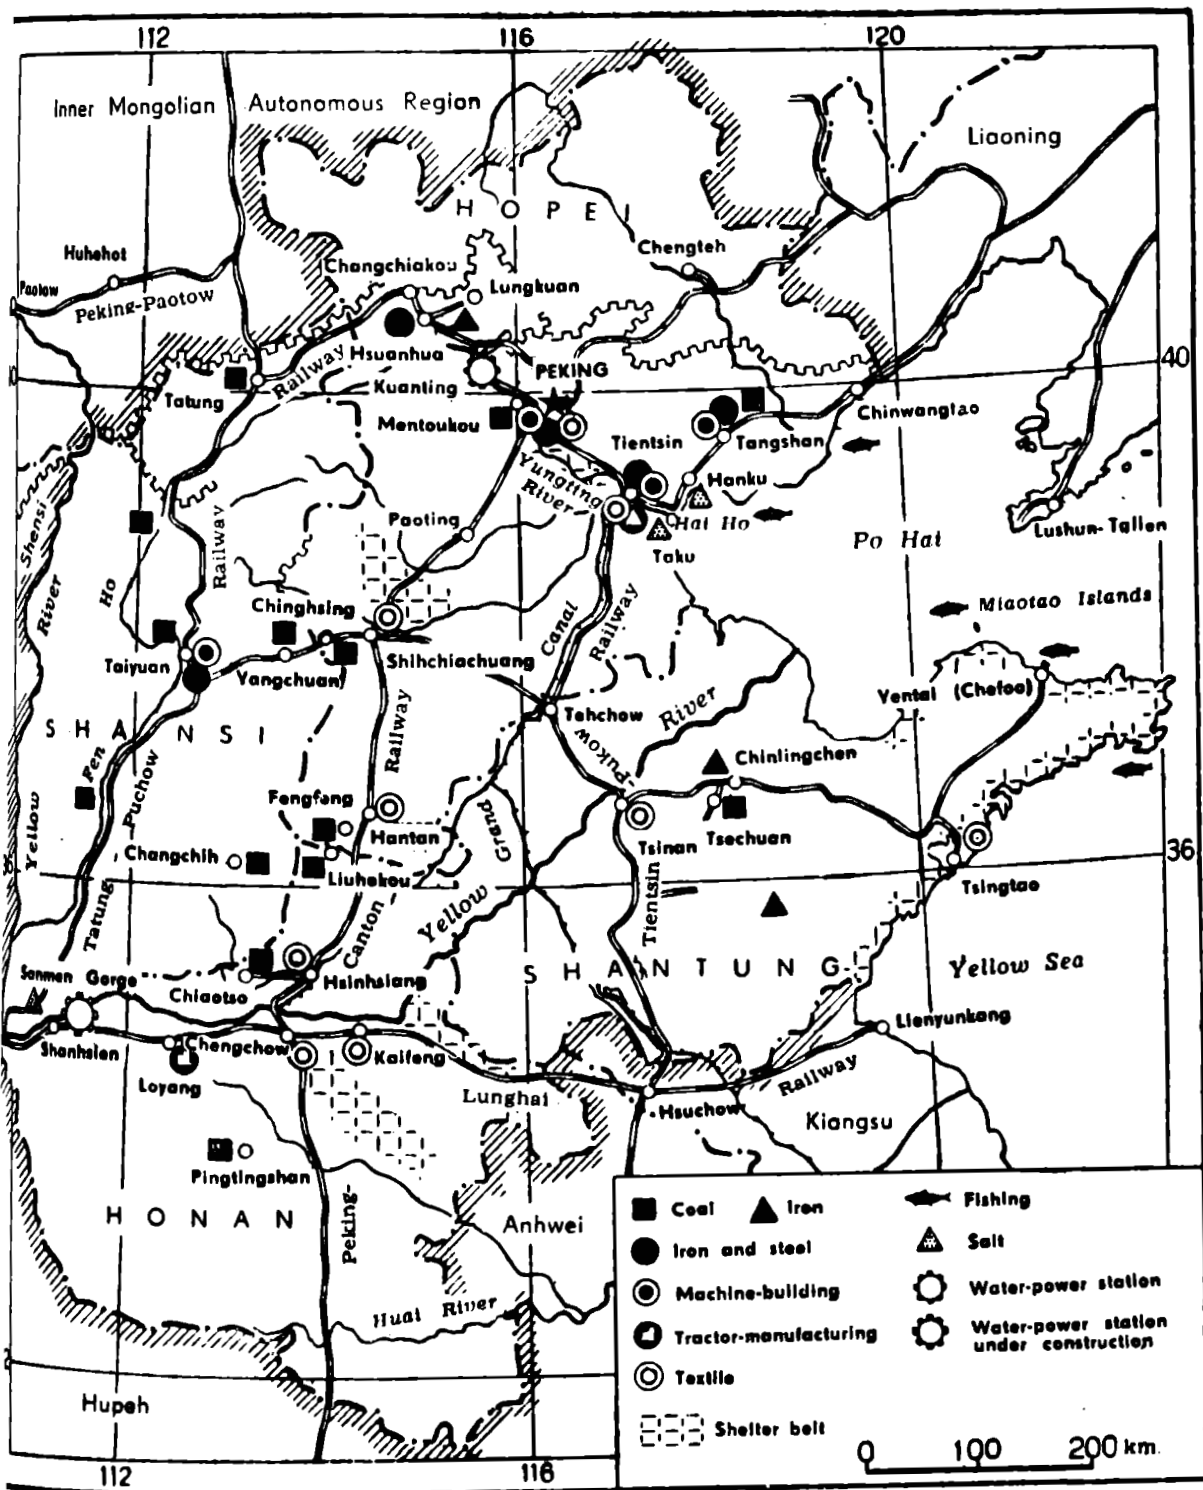 112 116 120
Inner Mongolian Autonomous Region
Liaoning
HOPEI
Huhehot
Chengteh
Changchiakou
Paotow
Lungkuan
Peking-Paotow
Railway
Hsuanhua
PEKING
40
Kuanting
Tatung
Chinwangtao
Mentoukou
Tientsin
Tangshan
Yungting
River
Hanku
Shensi
Railway
Paoting
Hai Ho
Lushun-Talien
Po Hai
Taku
River
Ho
Chinghsing
Canal
Railway
Miaotao Islands
Taiyuan
Yangchuan
Shihchiachuang
Yentai (Chefoo)
SHANSI
Tehchow
River
Fen
Puchow
Railway
-Pukow
Chinlingchen
Fengfeng
Yellow
Hantan
Grand
Tsinan
Tsechuan
Changchih
36
Liuhokou
Tsingtao
Tatung
Canton
Yellow
Tientsin
SHANTUNG
Yellow Sea
Sanmen Gorge
Chiaotso
Hsinhsiang
Lienyunkang
Shanhsien
Chengchow
Kaifeng
Loyang
Lunghai
Railway
Hsuchow
Kiangsu
Pingtingshan
HONAN
Peking-
Anhwei
Huai River
Hupeh
112 116
Coal
Iron
Fishing
Iron and steel
Salt
Machine-building
Water-power station
Tractor-manufacturing
Water-power station
under construction
Textile
Shelter belt
0 100 200 km.